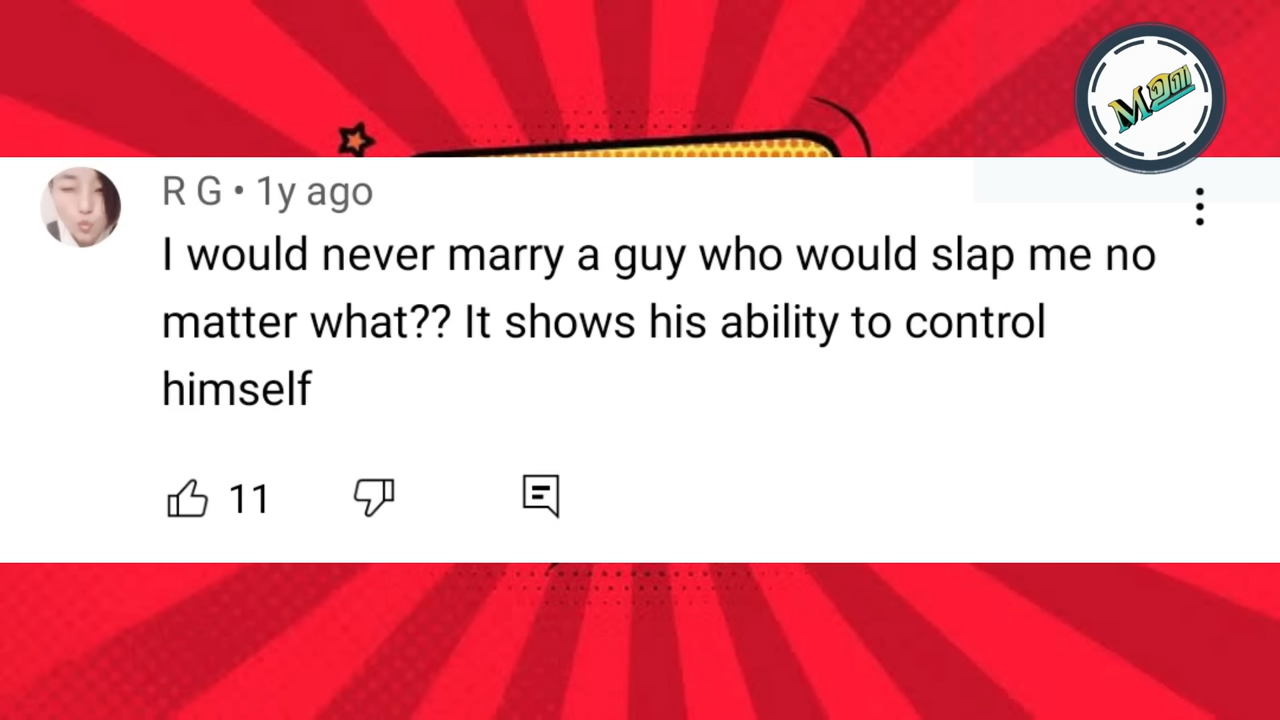 R G • 1y ago
I would never marry a guy who would slap me no
matter what?? It shows his ability to control
himself
11